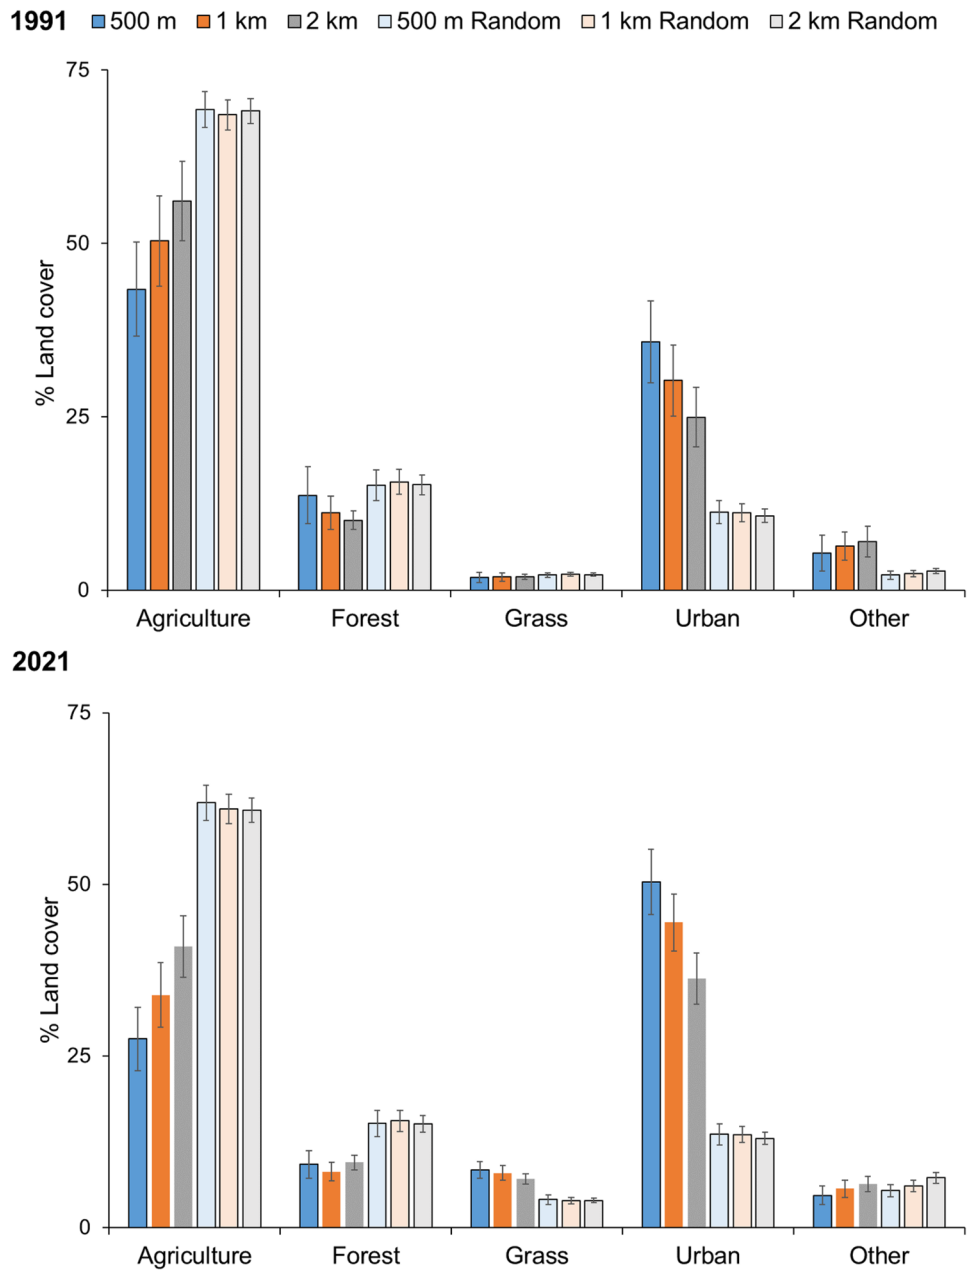 1991 500 m 1 km 2 km 500 m Random 1 km Random 2 km Random
75
50
25
0
% Land cover
Agriculture Forest Grass Urban Other
2021
75
50
25
0
% Land cover
Agriculture Forest Grass Urban Other